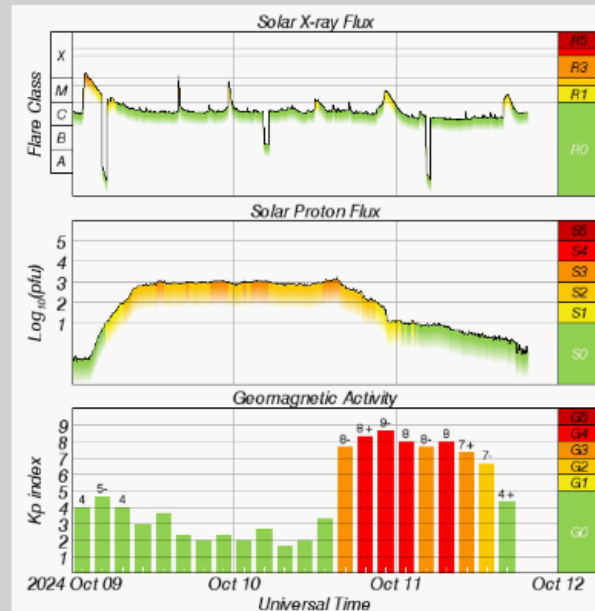 Solar X-ray Flux
Flare Class
X
M
C
B
A
R5
R3
R1
R0
Solar Proton Flux
Log₁₀(pfu)
5
4
3
2
1
S5
S4
S3
S2
S1
S0
Geomagnetic Activity
Kp index
9
8
7
6
5
4
3
2
1
4 5- 4 8- 8+ 9- 8 8- 8 7+ 7- 4+
G5
G4
G3
G2
G1
G0
2024 Oct 09 Oct 10 Oct 11 Oct 12
Universal Time